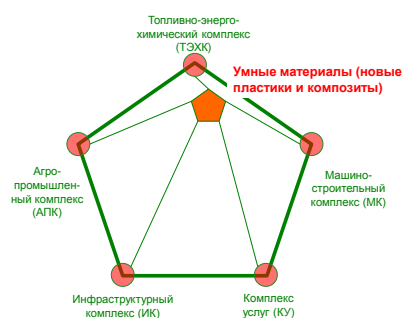 Топливно-энерго-
химический комплекс
(ТЭХК)
Умные материалы (новые
пластики и композиты)
Агро-
промышлен-
ный комплекс
(АПК)
Машино-
строительный
комплекс (МК)
Инфраструктурный
комплекс (ИК)
Комплекс
услуг (КУ)